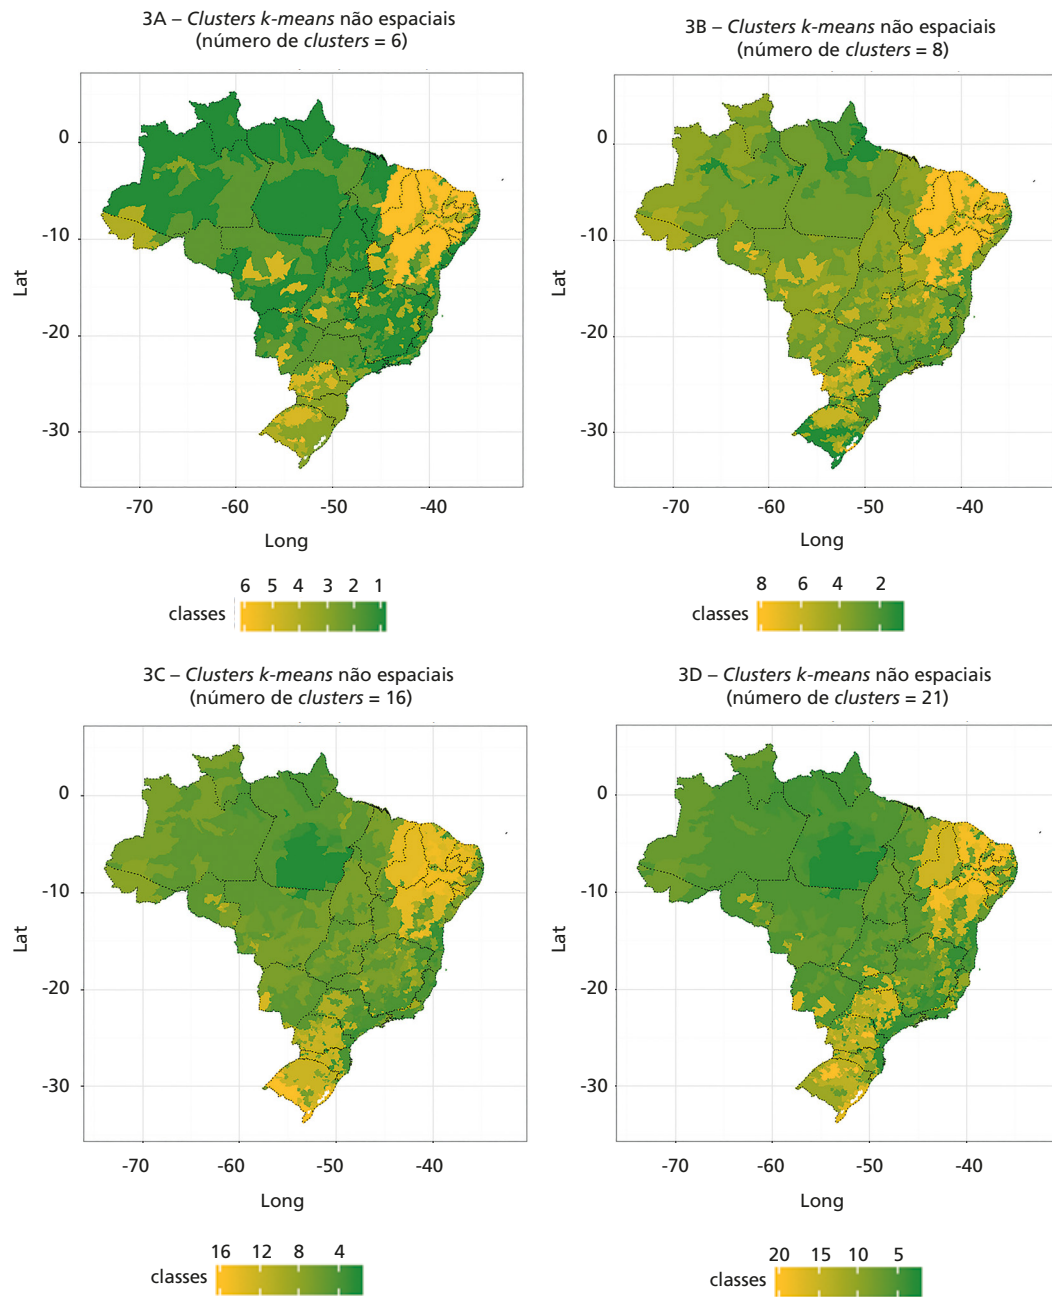 3A – Clusters k-means não espaciais
(número de clusters = 6)
0
-10
-20
-30
Lat
-70 -60 -50 -40
Long
classes
6 5 4 3 2 1
3B – Clusters k-means não espaciais
(número de clusters = 8)
0
-10
-20
-30
Lat
-70 -60 -50 -40
Long
classes
8 6 4 2
3C – Clusters k-means não espaciais
(número de clusters = 16)
0
-10
-20
-30
Lat
-70 -60 -50 -40
Long
classes
16 12 8 4
3D – Clusters k-means não espaciais
(número de clusters = 21)
0
-10
-20
-30
Lat
-70 -60 -50 -40
Long
classes
20 15 10 5